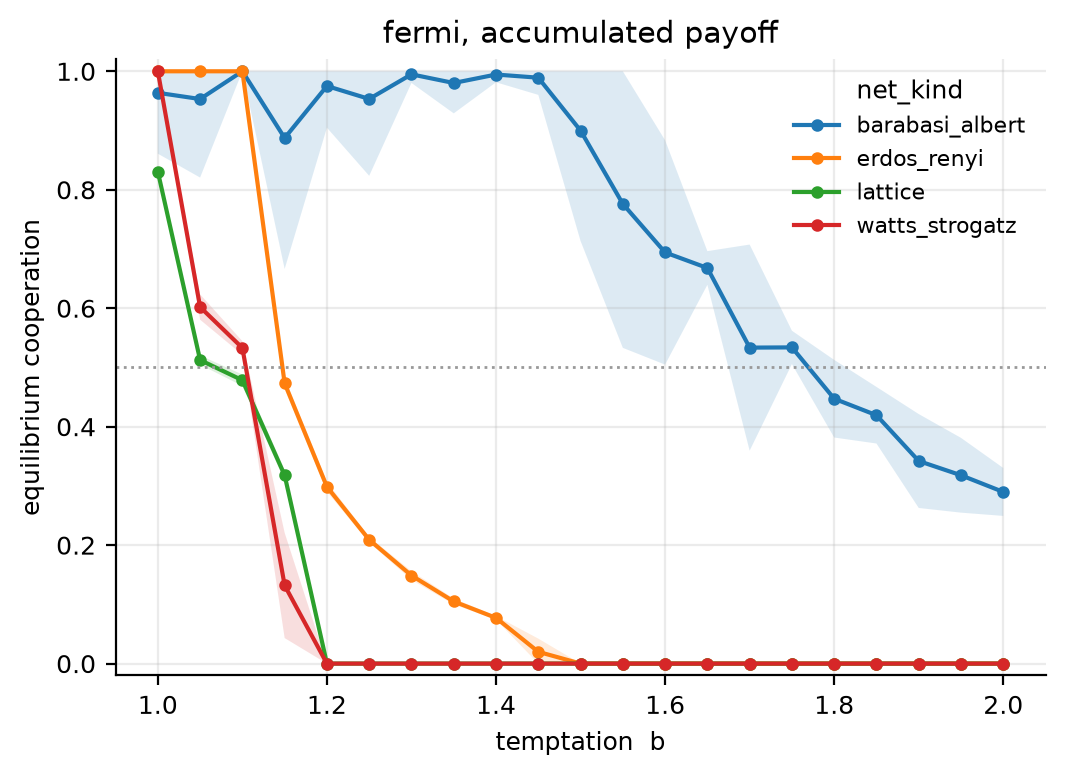 fermi, accumulated payoff
equilibrium cooperation
1.0
0.8
0.6
0.4
0.2
0.0
net_kind
barabasi_albert
erdos_renyi
lattice
watts_strogatz
1.0 1.2 1.4 1.6 1.8 2.0
temptation b